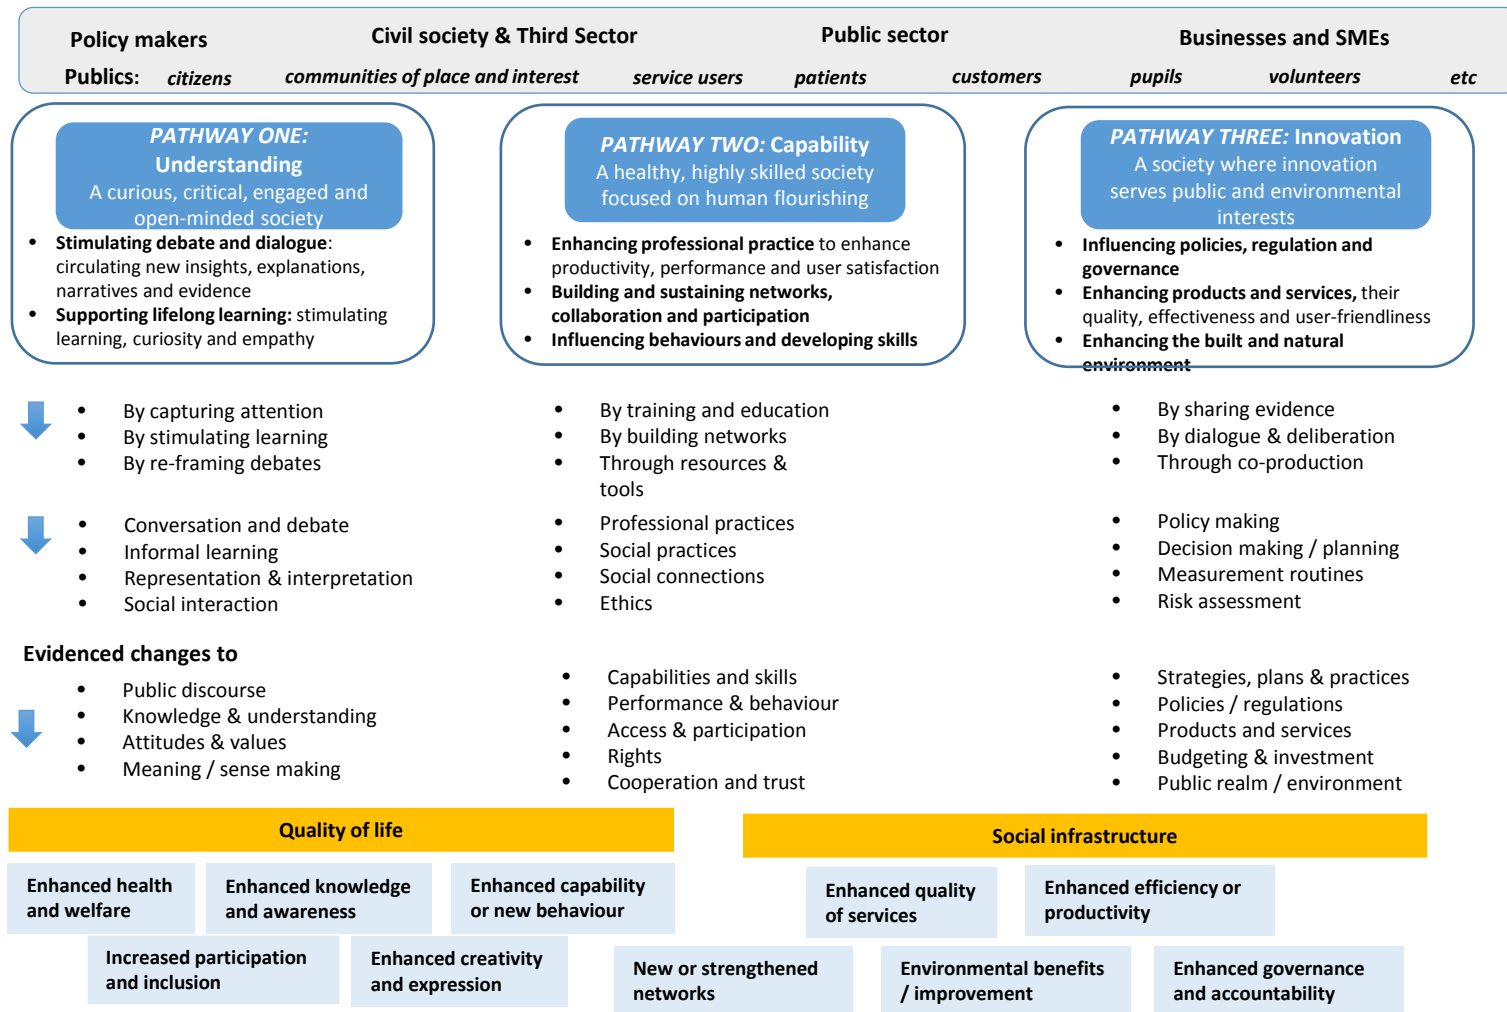 Policy makers Civil society & Third Sector Public sector Businesses and SMEs
Publics: citizens communities of place and interest service users patients customers pupils volunteers etc
PATHWAY ONE:
Understanding
A curious, critical, engaged and
open-minded society
• Stimulating debate and dialogue:
circulating new insights, explanations,
narratives and evidence
• Supporting lifelong learning: stimulating
learning, curiosity and empathy
PATHWAY TWO: Capability
A healthy, highly skilled society
focused on human flourishing
• Enhancing professional practice to enhance
productivity, performance and user satisfaction
• Building and sustaining networks,
collaboration and participation
• Influencing behaviours and developing skills
PATHWAY THREE: Innovation
A society where innovation
serves public and environmental
interests
• Influencing policies, regulation and
governance
• Enhancing products and services, their
quality, effectiveness and user-friendliness
• Enhancing the built and natural
environment
• By capturing attention
• By stimulating learning
• By re-framing debates
• By training and education
• By building networks
• Through resources &
tools
• By sharing evidence
• By dialogue & deliberation
• Through co-production
• Conversation and debate
• Informal learning
• Representation & interpretation
• Social interaction
• Professional practices
• Social practices
• Social connections
• Ethics
• Policy making
• Decision making / planning
• Measurement routines
• Risk assessment
Evidenced changes to
• Public discourse
• Knowledge & understanding
• Attitudes & values
• Meaning / sense making
• Capabilities and skills
• Performance & behaviour
• Access & participation
• Rights
• Cooperation and trust
• Strategies, plans & practices
• Policies / regulations
• Products and services
• Budgeting & investment
• Public realm / environment
Quality of life
Enhanced health
and welfare
Enhanced knowledge
and awareness
Enhanced capability
or new behaviour
Increased participation
and inclusion
Enhanced creativity
and expression
Social infrastructure
Enhanced quality
of services
Enhanced efficiency or
productivity
New or strengthened
networks
Environmental benefits
/ improvement
Enhanced governance
and accountability